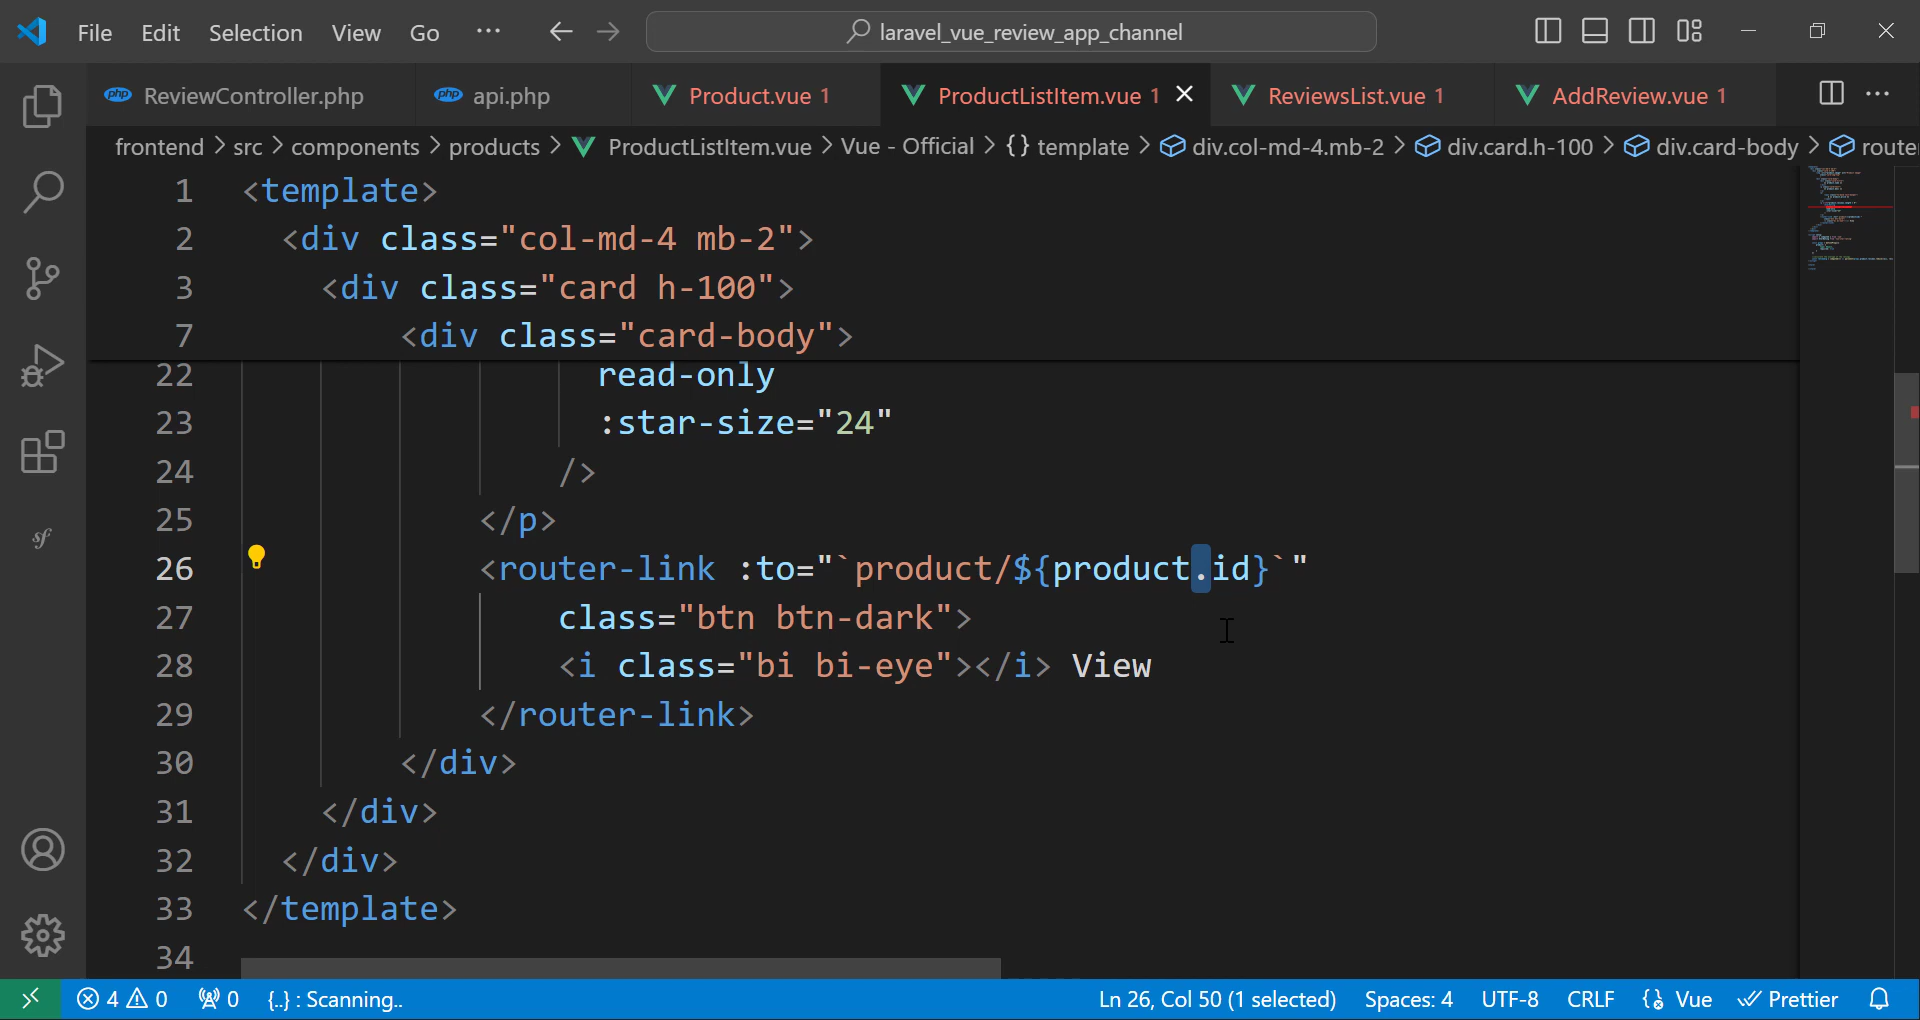 File Edit Selection View Go ··· laravel_vue_review_app_channel
php ReviewController.php php api.php Product.vue 1 ProductListItem.vue 1 ReviewsList.vue 1 AddReview.vue 1
frontend > src > components > products > ProductListItem.vue > Vue - Official > {} template > div.col-md-4.mb-2 > div.card.h-100 > div.card-body > route
1 <template>
2 <div class="col-md-4 mb-2">
3 <div class="card h-100">
7 <div class="card-body">
22 read-only
23 :star-size="24"
24 />
25 </p>
26 <router-link :to="`product/${product.id}`"
27 class="btn btn-dark">
28 <i class="bi bi-eye"></i> View
29 </router-link>
30 </div>
31 </div>
32 </div>
33 </template>
34
4 0 0 {..} : Scanning.. Ln 26, Col 50 (1 selected) Spaces: 4 UTF-8 CRLF Vue Prettier